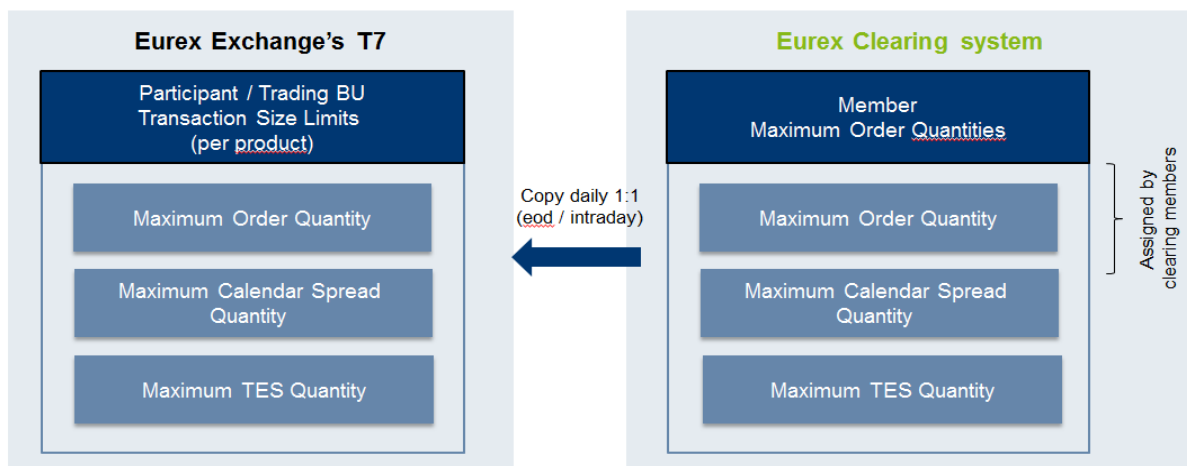 Eurex Exchange's T7
Participant / Trading BU
Transaction Size Limits
(per product)
Maximum Order Quantity
Maximum Calendar Spread
Quantity
Maximum TES Quantity
Copy daily 1:1
(eod / intraday)
Eurex Clearing system
Member
Maximum Order Quantities
Maximum Order Quantity
Maximum Calendar Spread
Quantity
Maximum TES Quantity
Assigned by
clearing members